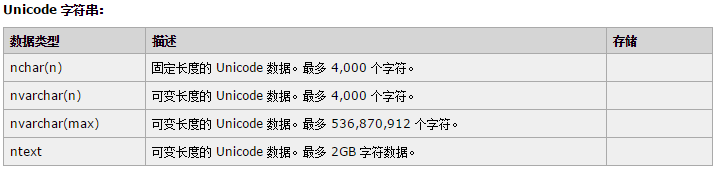 Unicode 字符串：
数据类型 描述 存储
nchar(n) 固定长度的 Unicode 数据。最多 4,000 个字符。
nvarchar(n) 可变长度的 Unicode 数据。最多 4,000 个字符。
nvarchar(max) 可变长度的 Unicode 数据。最多 536,870,912 个字符。
ntext 可变长度的 Unicode 数据。最多 2GB 字符数据。